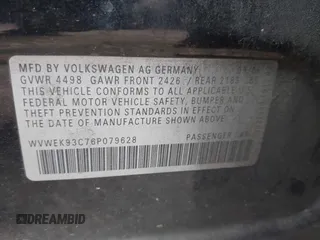 MFD BY VOLKSWAGEN AG GERMANY
GVWR 4498 GAWR FRONT 2426 / REAR
THIS VEHICLE CONFORMS TO ALL APPLICABLE
FEDERAL MOTOR VEHICLE SAFETY, BUMPER AND
THEFT PREVENTION STANDARDS IN EFFECT ON
THE DATE OF MANUFACTURE SHOWN ABOVE
WVWEK93C76P079628 PASSENGER
© DREAMBID